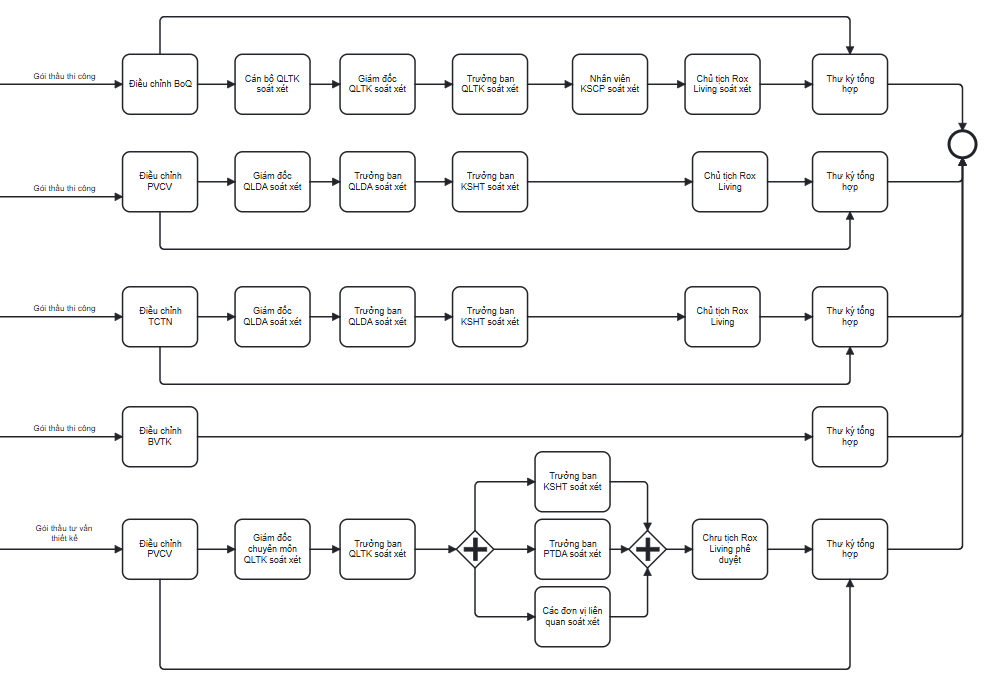 Gói thầu thi công
Điều chỉnh BoQ
Cán bộ QLTK
soát xét
Giám đốc
QLTK soát xét
Trưởng ban
QLTK soát xét
Nhân viên
KSCP soát xét
Chủ tịch Rox
Living soát xét
Thư ký tổng
hợp
Gói thầu thi công
Điều chỉnh
PVCV
Giám đốc
QLDA soát xét
Trưởng ban
QLDA soát xét
Trưởng ban
KSHT soát xét
Chủ tịch Rox
Living
Thư ký tổng
hợp
Gói thầu thi công
Điều chỉnh
TCTN
Giám đốc
QLDA soát xét
Trưởng ban
QLDA soát xét
Trưởng ban
KSHT soát xét
Chủ tịch Rox
Living
Thư ký tổng
hợp
Gói thầu thi công
Điều chỉnh
BVTK
Thư ký tổng
hợp
Gói thầu tư vấn
thiết kế
Điều chỉnh
PVCV
Giám đốc
chuyên môn
QLTK soát xét
Trưởng ban
QLTK soát xét
Trưởng ban
KSHT soát xét
Trưởng ban
PTDA soát xét
Các đơn vị liên
quan soát xét
Chru tịch Rox
Living phê
duyệt
Thư ký tổng
hợp